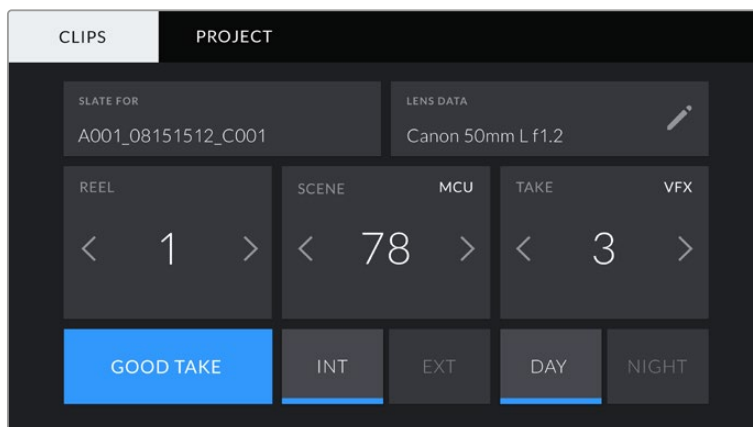 CLIPS PROJECT
SLATE FOR LENS DATA
A001_08151512_C001 Canon 50mm L f1.2
REEL SCENE MCU TAKE VFX
1 78 3
GOOD TAKE INT EXT DAY NIGHT